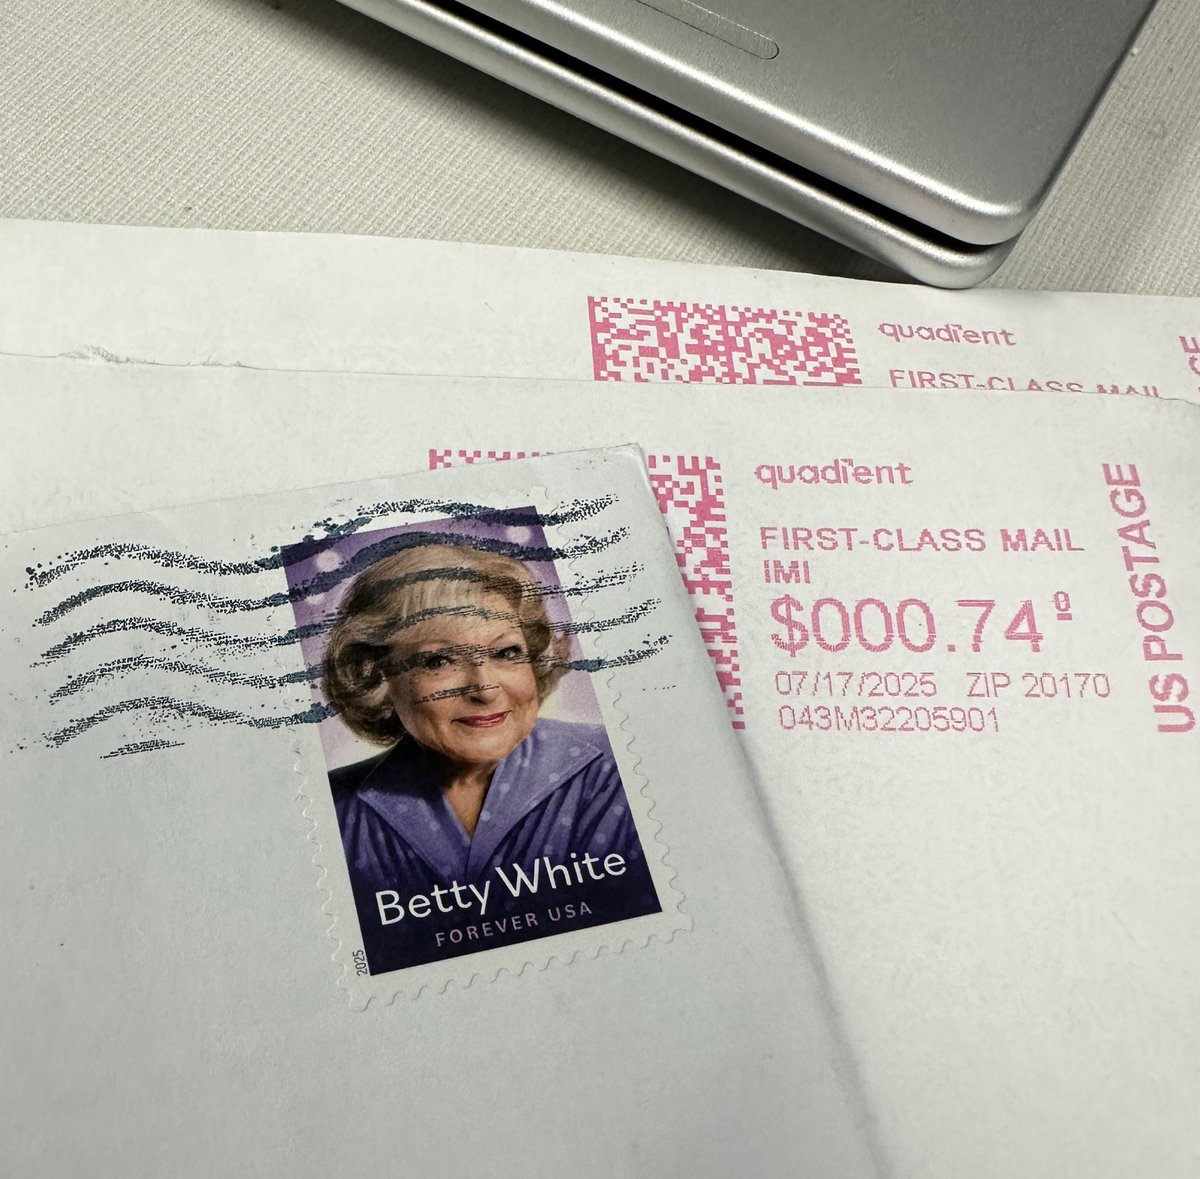 quadient
FIRST-CLASS MAIL
quadient
FIRST-CLASS MAIL
IMI
$000.74⁰
07/17/2025 ZIP 20170
043M32205901
US POSTAGE
Betty White
FOREVER USA
2025